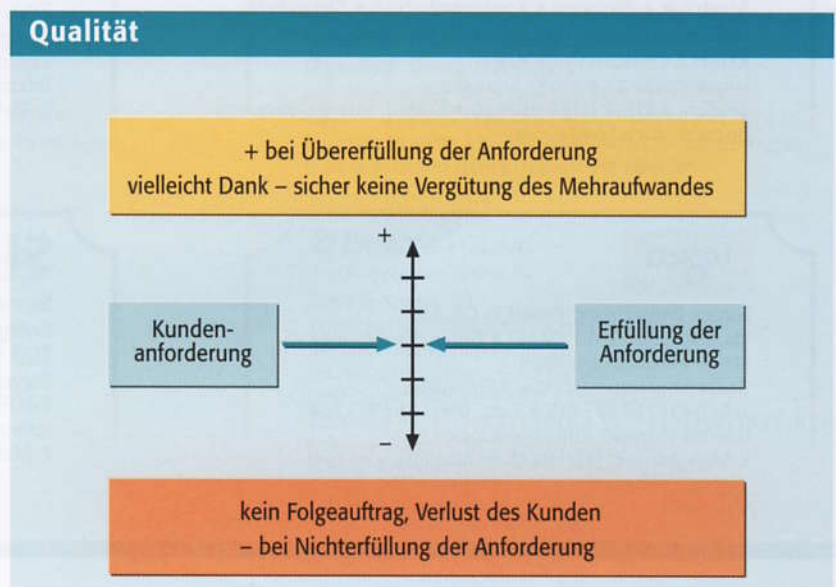 Qualität
+ bei Übererfüllung der Anforderung
vielleicht Dank – sicher keine Vergütung des Mehraufwandes
+
Kunden-
anforderung
Erfüllung der
Anforderung
–
kein Folgeauftrag, Verlust des Kunden
– bei Nichterfüllung der Anforderung